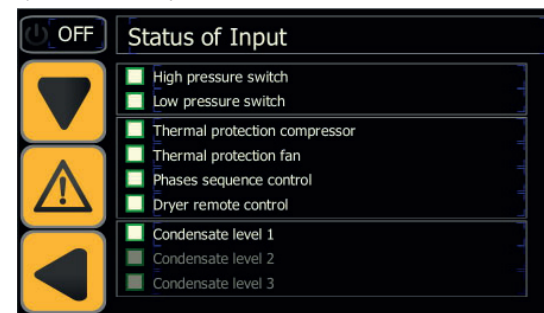 OFF
Status of Input
High pressure switch
Low pressure switch
Thermal protection compressor
Thermal protection fan
Phases sequence control
Dryer remote control
Condensate level 1
Condensate level 2
Condensate level 3